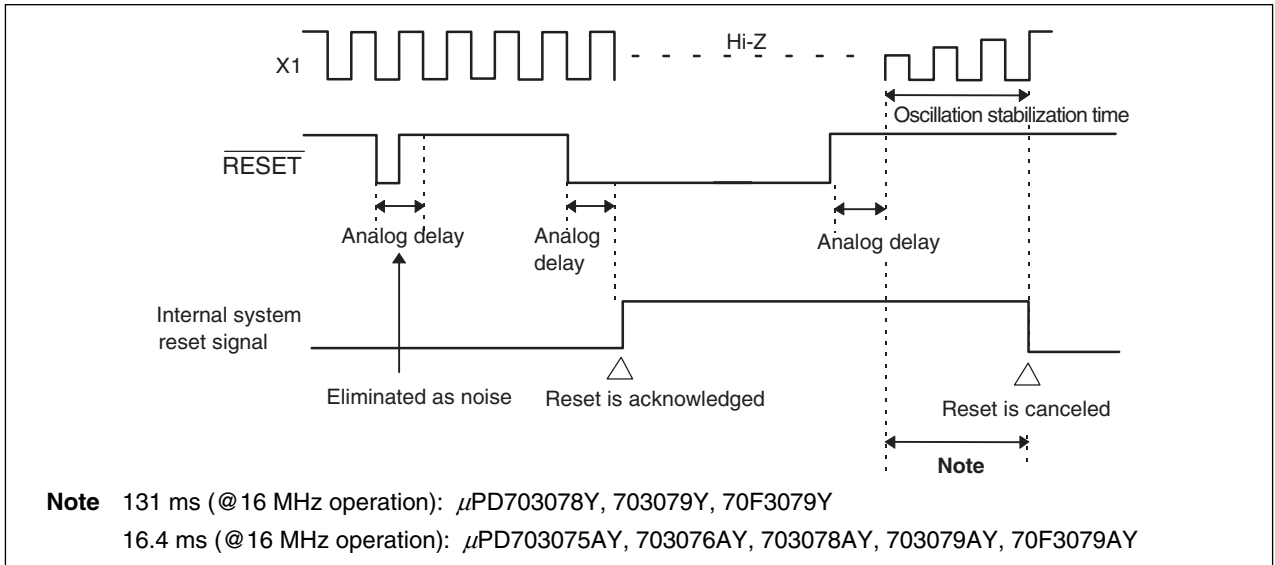 Hi-Z
X1
Oscillation stabilization time
RESET
Analog delay
Analog
delay
Analog delay
Internal system
reset signal
Eliminated as noise
Reset is acknowledged
Reset is canceled
Note
Note 131 ms (@16 MHz operation): μPD703078Y, 703079Y, 70F3079Y
16.4 ms (@16 MHz operation): μPD703075AY, 703076AY, 703078AY, 703079AY, 70F3079AY